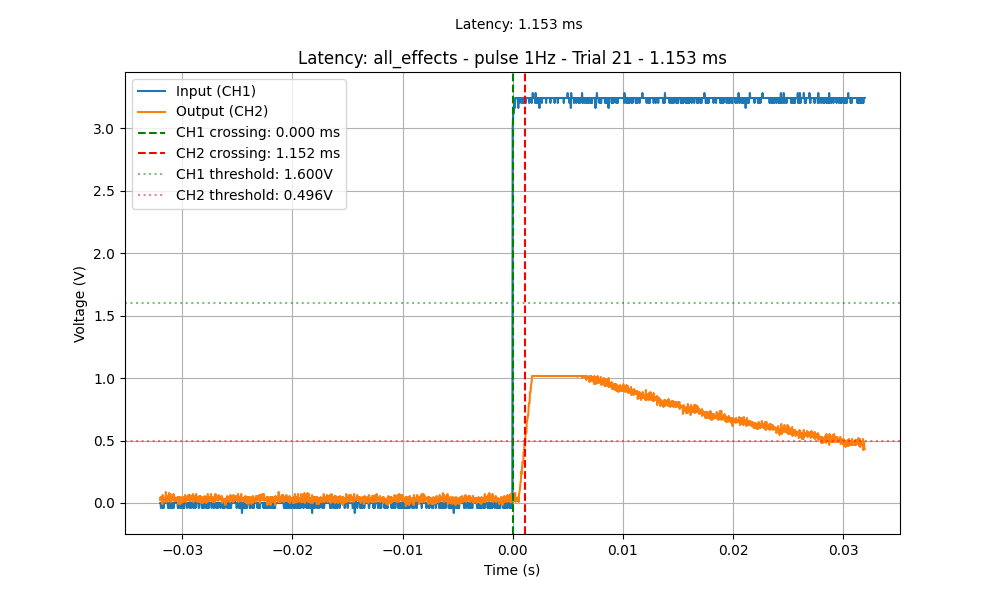 Latency: 1.153 ms
Latency: all_effects - pulse 1Hz - Trial 21 - 1.153 ms
Input (CH1)
Output (CH2)
CH1 crossing: 0.000 ms
CH2 crossing: 1.152 ms
CH1 threshold: 1.600V
CH2 threshold: 0.496V
3.0
2.5
2.0
1.5
1.0
0.5
0.0
Voltage (V)
−0.03 −0.02 −0.01 0.00 0.01 0.02 0.03
Time (s)